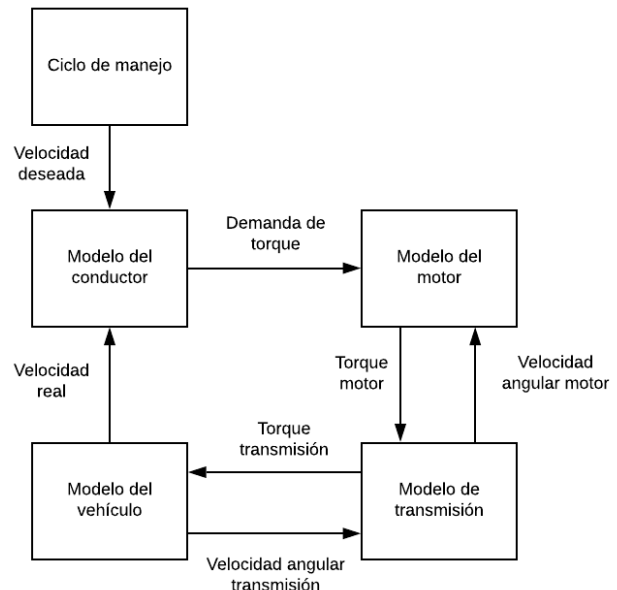 Ciclo de manejo
Velocidad
deseada
Modelo del
conductor
Demanda de
torque
Modelo del
motor
Velocidad
real
Torque
motor
Velocidad
angular motor
Torque
transmisión
Modelo del
vehículo
Modelo de
transmisión
Velocidad angular
transmisión